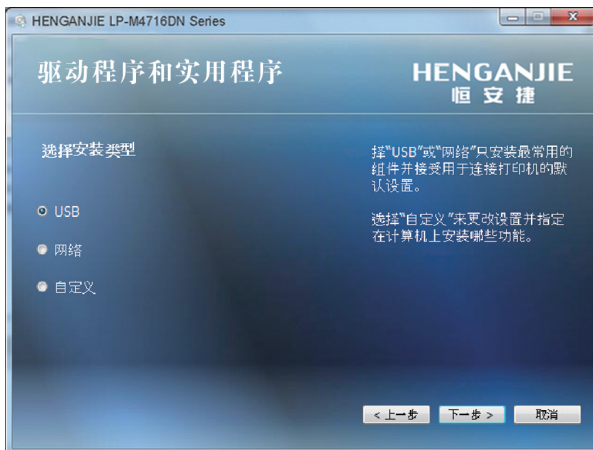 HENGANJIE LP-M4716DN Series
驱动程序和实用程序
HENGANJIE
恒安捷
选择安装类型
择"USB"或"网络"只安装最常用的
组件并接受用于连接打印机的默
认设置。
USB
选择"自定义"来更改设置并指定
在计算机上安装哪些功能。
网络
自定义
<上一步
下一步>
取消